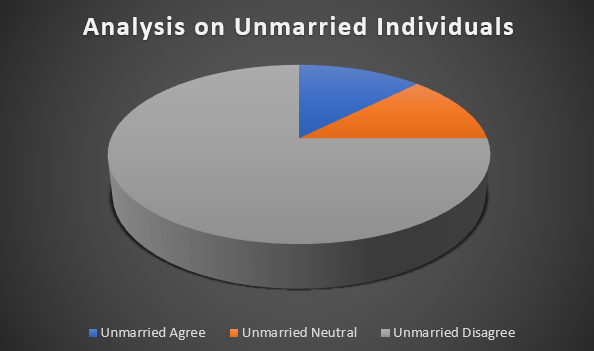 Analysis on Unmarried Individuals
Unmarried Agree
Unmarried Neutral
Unmarried Disagree